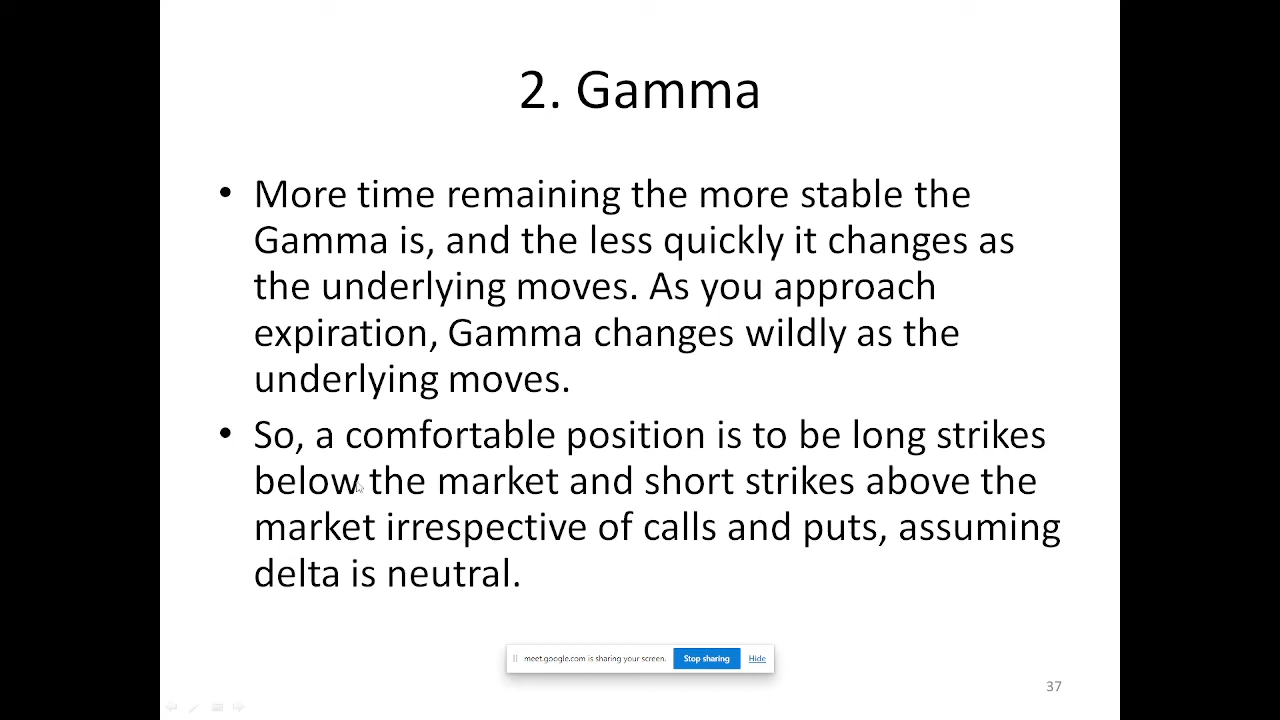 2. Gamma
• More time remaining the more stable the
Gamma is, and the less quickly it changes as
the underlying moves. As you approach
expiration, Gamma changes wildly as the
underlying moves.
• So, a comfortable position is to be long strikes
below the market and short strikes above the
market irrespective of calls and puts, assuming
delta is neutral.
meet.google.com is sharing your screen. Stop sharing Hide
37